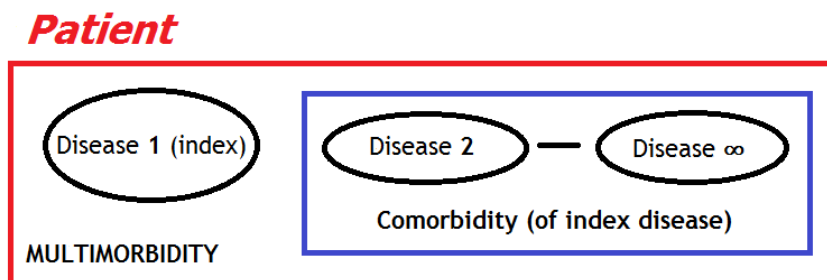 Patient
Disease 1 (index)
Disease 2
Disease ∞
Comorbidity (of index disease)
MULTIMORBIDITY